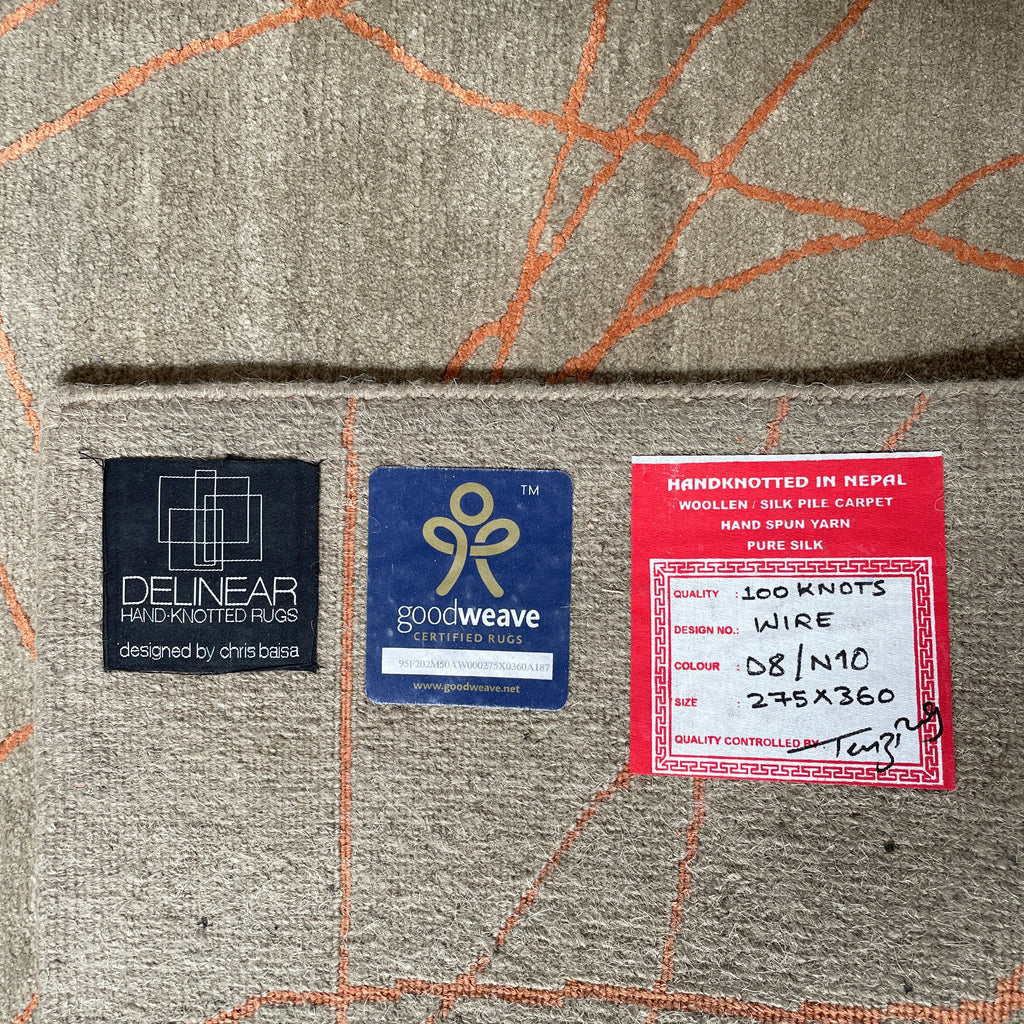 DELINEAR
HAND-KNOTTED RUGS
designed by chris baisa
TM
goodweave
CERTIFIED RUGS
95F202M50AW000275X0360A187
www.goodweave.net
HANDKNOTTED IN NEPAL
WOOLLEN / SILK PILE CARPET
HAND SPUN YARN
PURE SILK
QUALITY : 100 KNOTS
DESIGN NO.: WIRE
COLOUR : D8/N10
SIZE : 275X360
QUALITY CONTROLLED BY